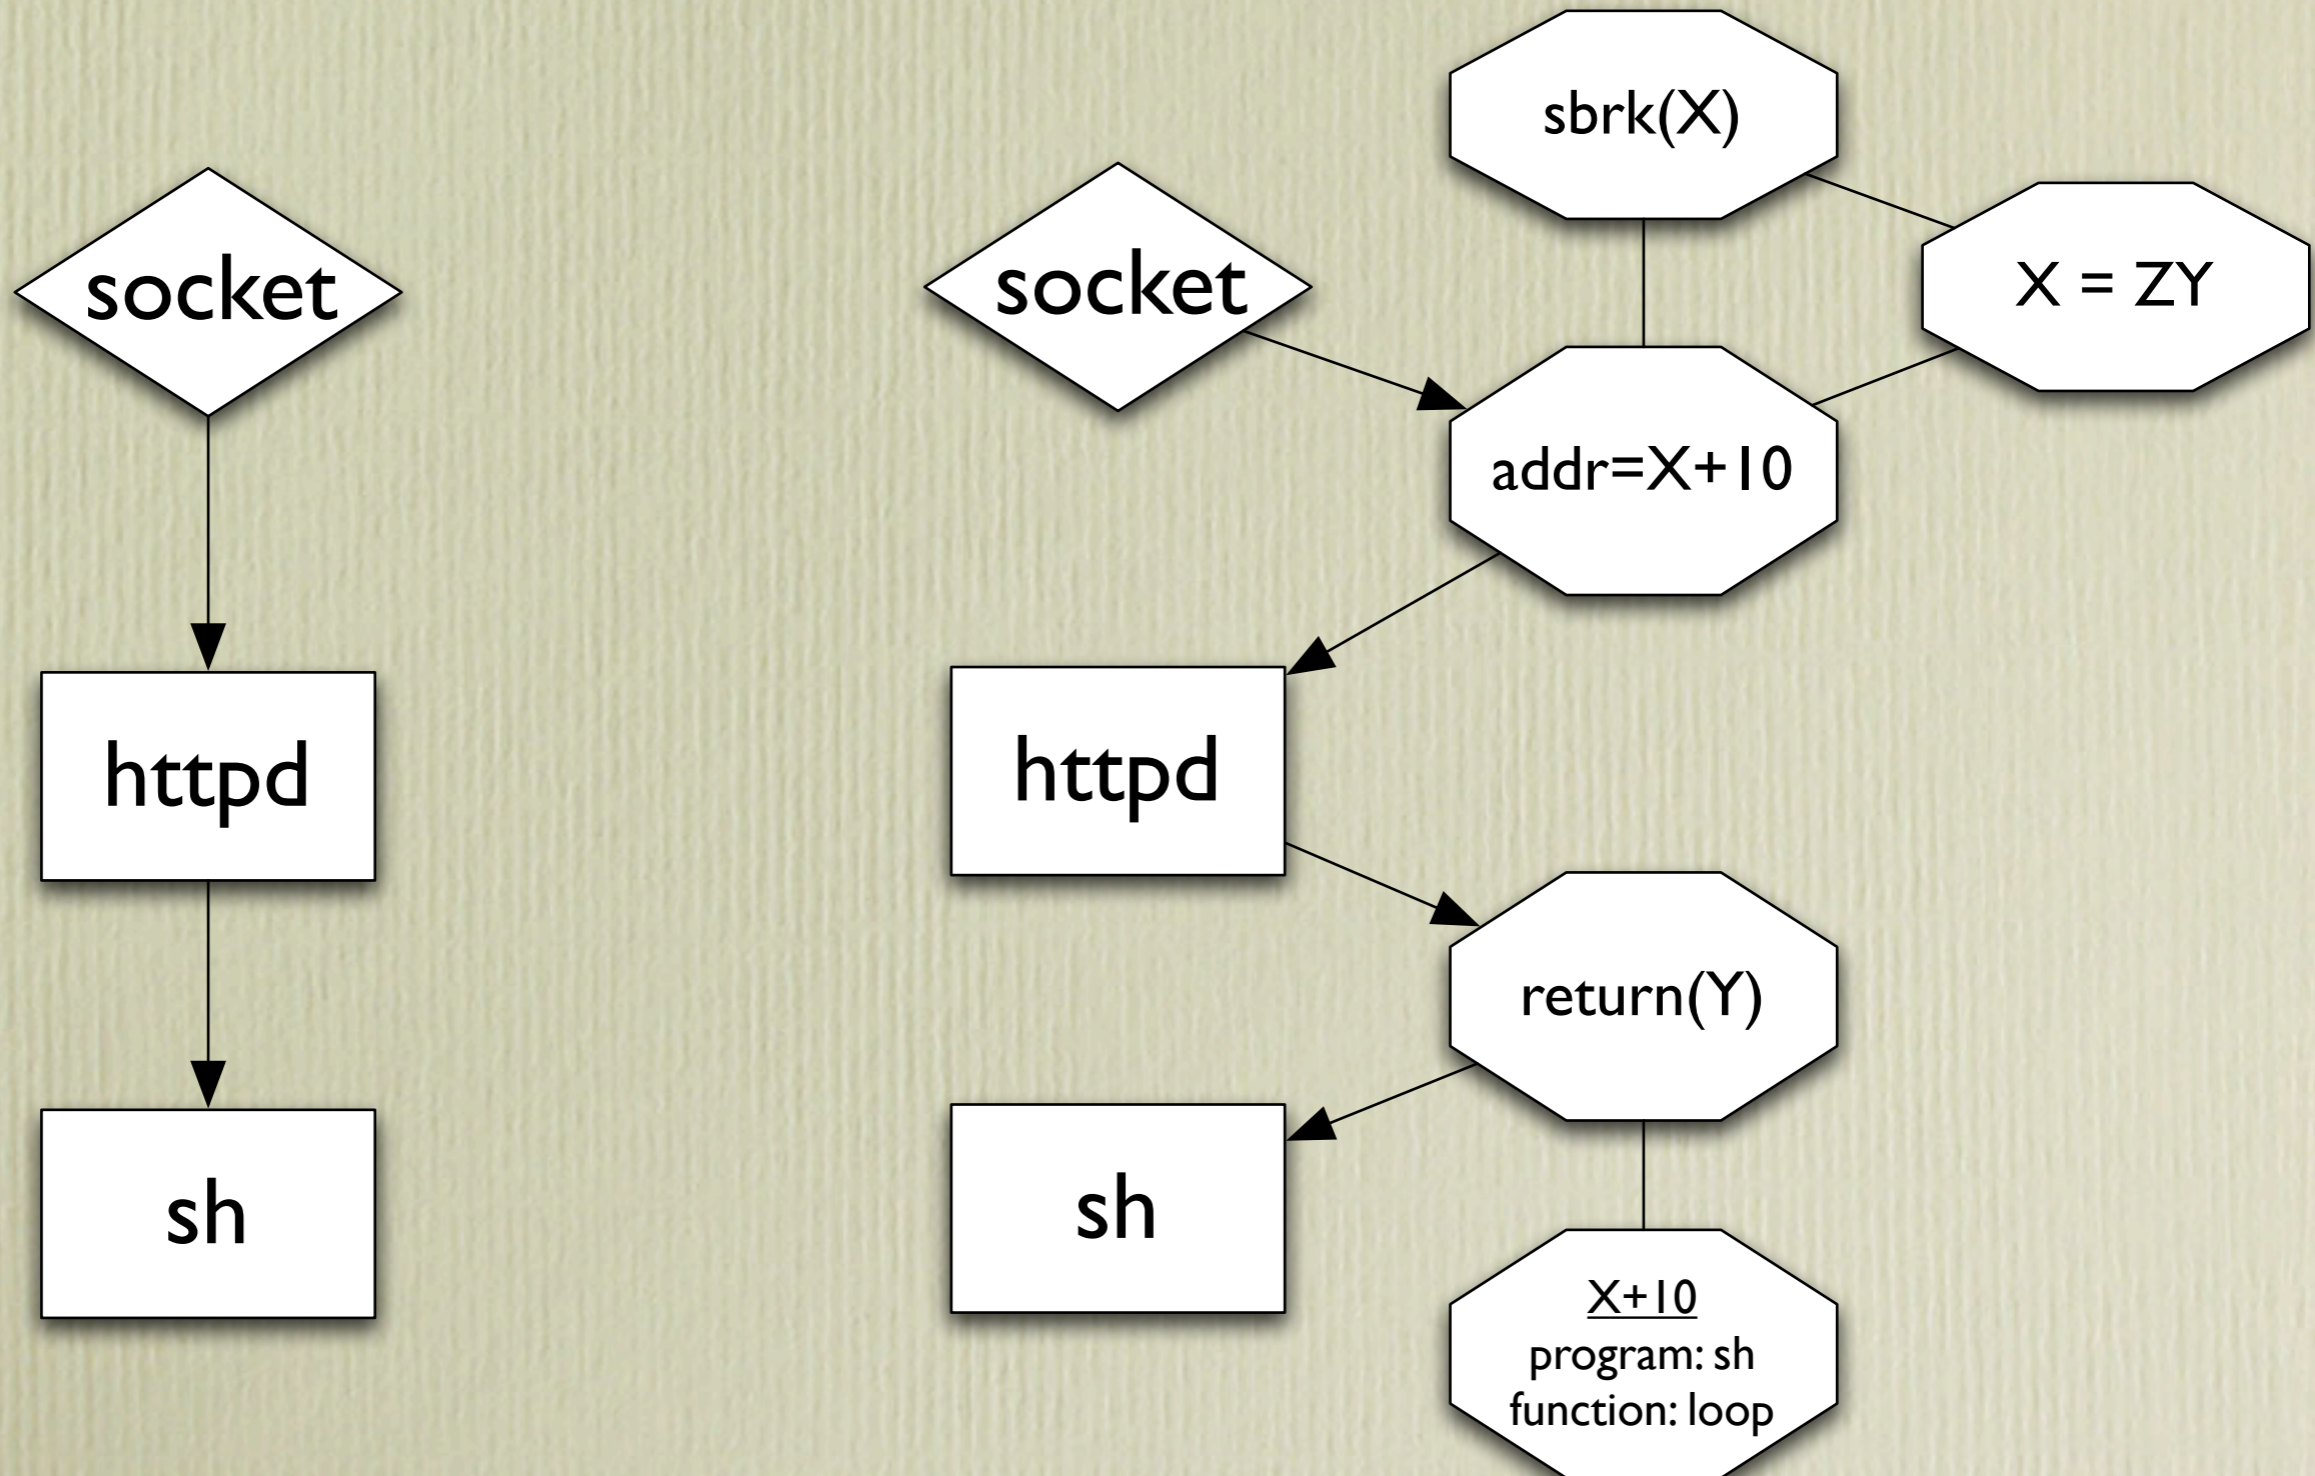 socket
httpd
sh
sbrk(X)
socket
X = ZY
addr=X+10
httpd
return(Y)
sh
X+10
program: sh
function: loop